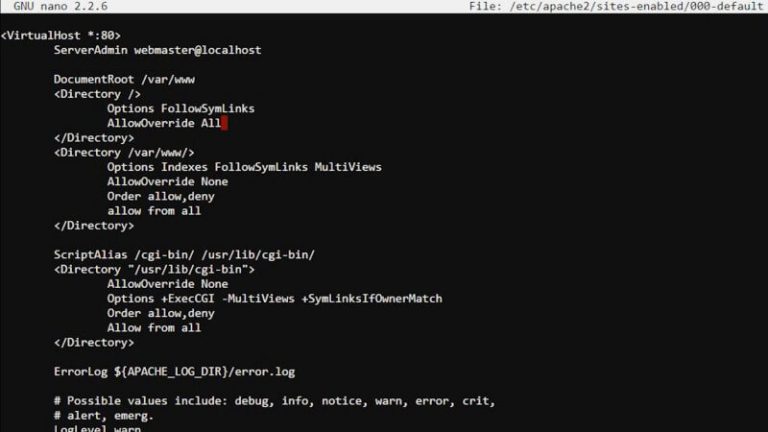 GNU nano 2.2.6 File: /etc/apache2/sites-enabled/000-default
<VirtualHost *:80>
ServerAdmin webmaster@localhost
DocumentRoot /var/www
<Directory />
Options FollowSymLinks
AllowOverride All
</Directory>
<Directory /var/www/>
Options Indexes FollowSymLinks MultiViews
AllowOverride None
Order allow,deny
allow from all
</Directory>
ScriptAlias /cgi-bin/ /usr/lib/cgi-bin/
<Directory "/usr/lib/cgi-bin">
AllowOverride None
Options +ExecCGI -MultiViews +SymLinksIfOwnerMatch
Order allow,deny
Allow from all
</Directory>
ErrorLog ${APACHE_LOG_DIR}/error.log
# Possible values include: debug, info, notice, warn, error, crit,
# alert, emerg.
LogLevel warn